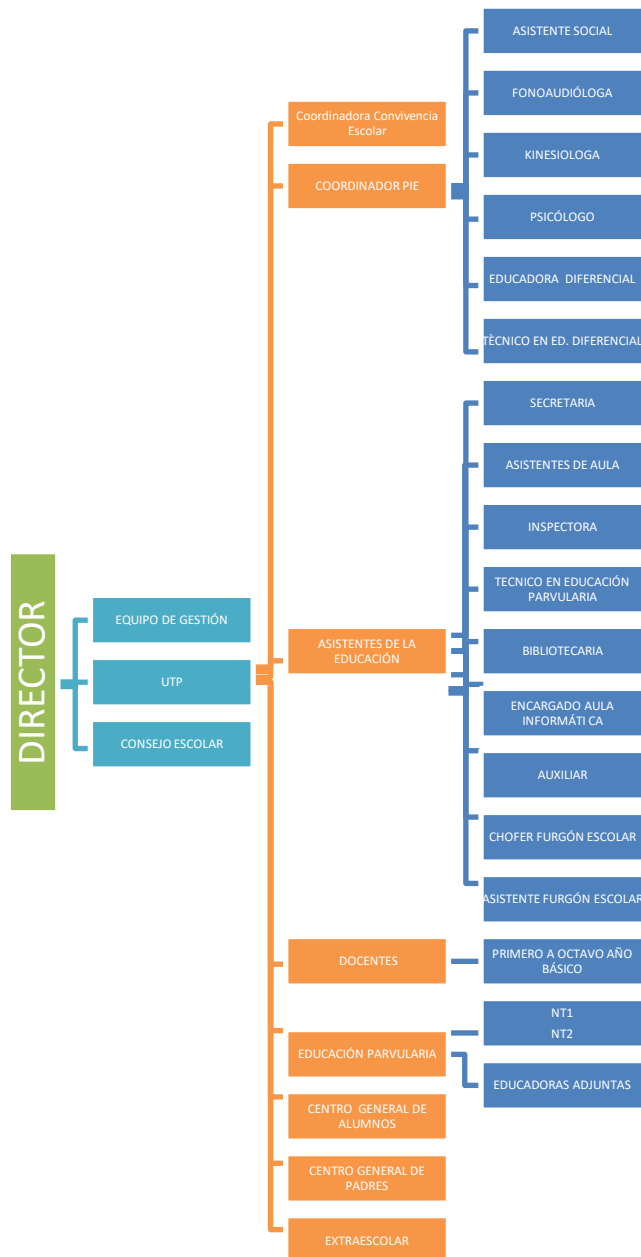 DIRECTOR
EQUIPO DE GESTIÓN
UTP
CONSEJO ESCOLAR
Coordinadora Convivencia
Escolar
COORDINADOR PIE
ASISTENTE SOCIAL
FONOAUDIÓLOGA
KINESIOLOGA
PSICÓLOGO
EDUCADORA DIFERENCIAL
TÈCNICO EN ED. DIFERENCIAL
ASISTENTES DE LA
EDUCACIÓN
SECRETARIA
ASISTENTES DE AULA
INSPECTORA
TECNICO EN EDUCACIÓN
PARVULARIA
BIBLIOTECARIA
ENCARGADO AULA
INFORMÁTI CA
AUXILIAR
CHOFER FURGÓN ESCOLAR
ASISTENTE FURGÓN ESCOLAR
DOCENTES
PRIMERO A OCTAVO AÑO
BÁSICO
EDUCACIÓN PARVULARIA
NT1
NT2
EDUCADORAS ADJUNTAS
CENTRO GENERAL DE
ALUMNOS
CENTRO GENERAL DE
PADRES
EXTRAESCOLAR